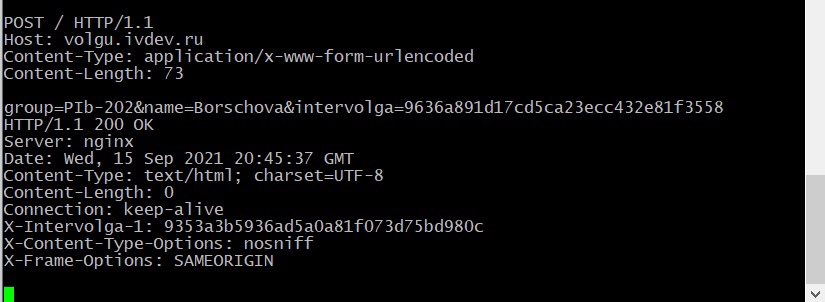 POST / HTTP/1.1
Host: volgu.ivdev.ru
Content-Type: application/x-www-form-urlencoded
Content-Length: 73
group=PIb-202&name=Borschova&intervolga=9636a891d17cd5ca23ecc432e81f3558
HTTP/1.1 200 OK
Server: nginx
Date: Wed, 15 Sep 2021 20:45:37 GMT
Content-Type: text/html; charset=UTF-8
Content-Length: 0
Connection: keep-alive
X-Intervolga-1: 9353a3b5936ad5a0a81f073d75bd980c
X-Content-Type-Options: nosniff
X-Frame-Options: SAMEORIGIN